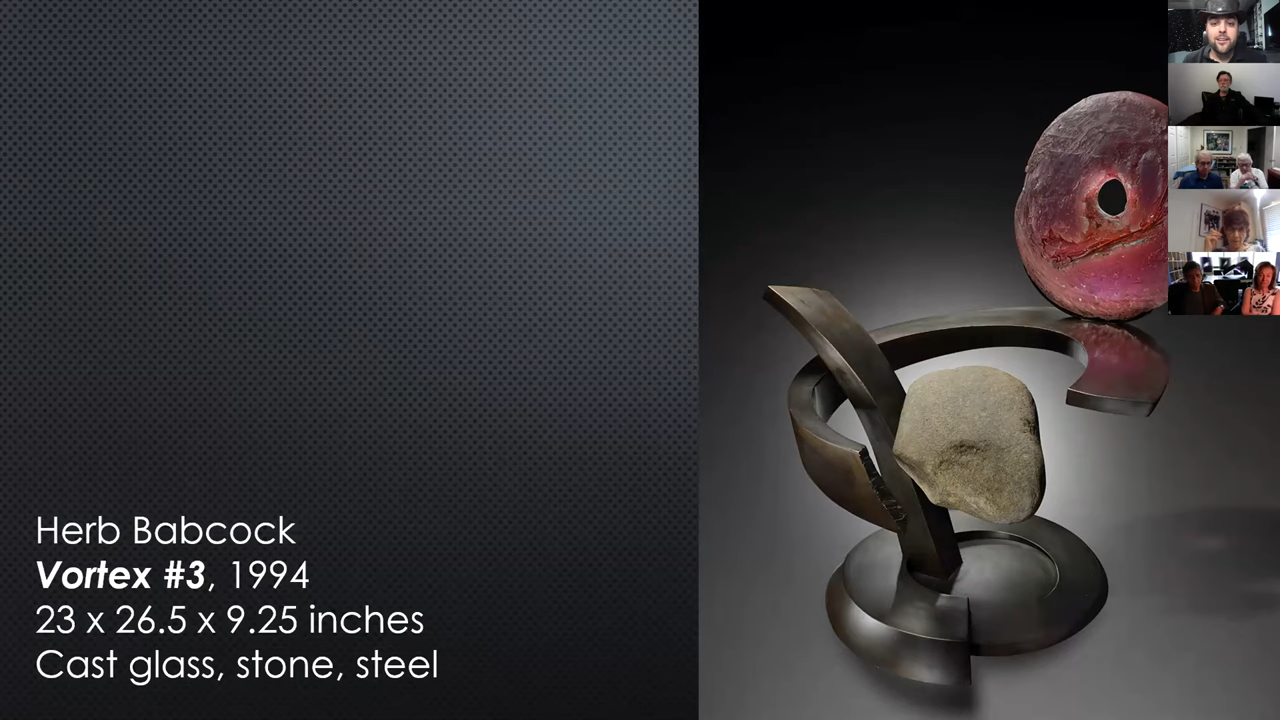 Herb Babcock
Vortex #3, 1994
23 x 26.5 x 9.25 inches
Cast glass, stone, steel